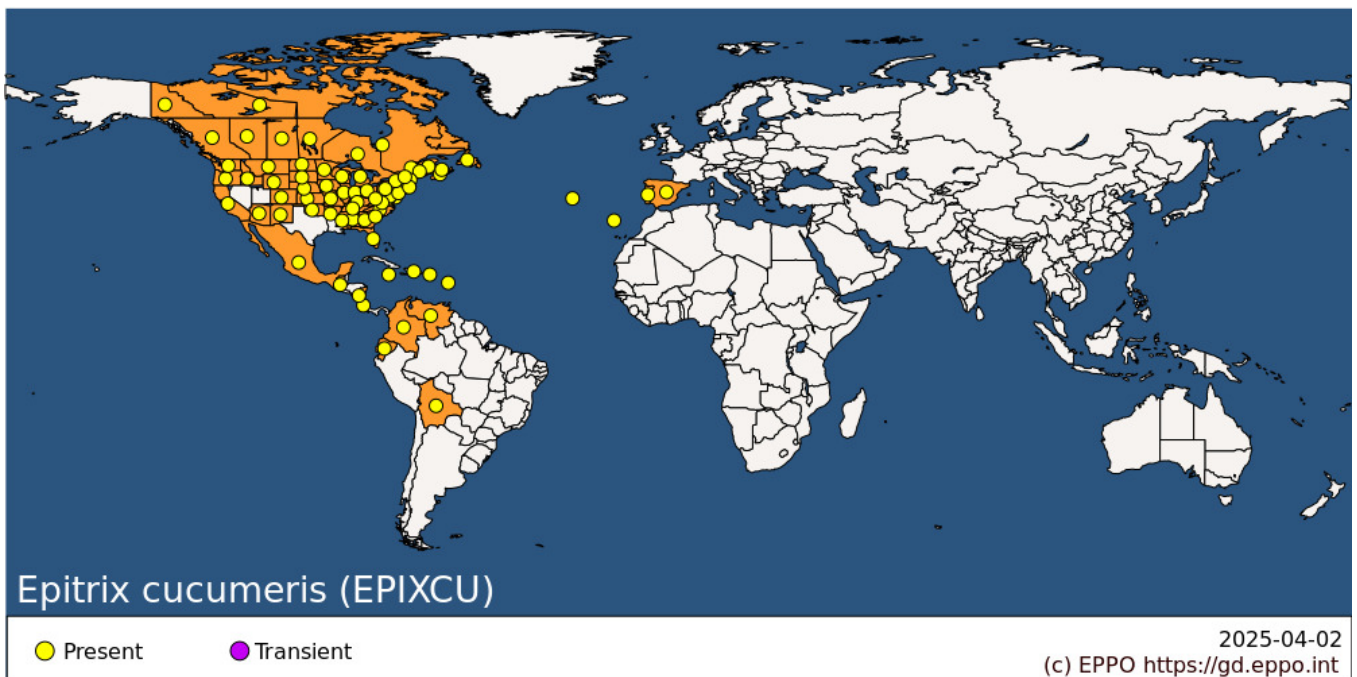 Epitrix cucumeris (EPIXCU)
Present
Transient
2025-04-02
(c) EPPO https://gd.eppo.int